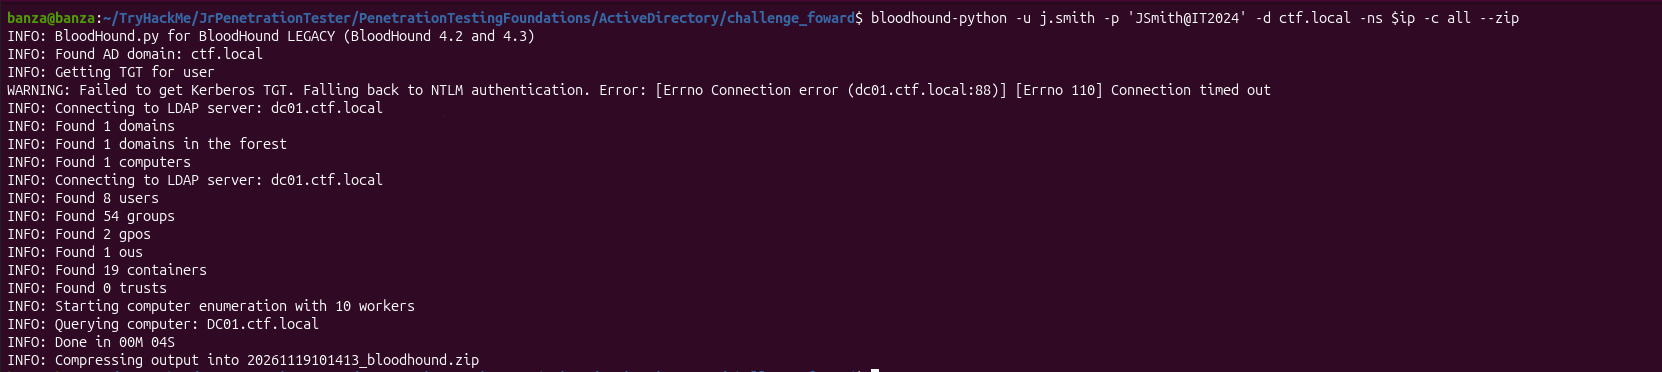 banza@banza:~/TryHackMe/JrPenetrationTester/PenetrationTestingFoundations/ActiveDirectory/challenge_foward$ bloodhound-python -u j.smith -p 'JSmith@IT2024' -d ctf.local -ns $ip -c all --zip
INFO: BloodHound.py for BloodHound LEGACY (BloodHound 4.2 and 4.3)
INFO: Found AD domain: ctf.local
INFO: Getting TGT for user
WARNING: Failed to get Kerberos TGT. Falling back to NTLM authentication. Error: [Errno Connection error (dc01.ctf.local:88)] [Errno 110] Connection timed out
INFO: Connecting to LDAP server: dc01.ctf.local
INFO: Found 1 domains
INFO: Found 1 domains in the forest
INFO: Found 1 computers
INFO: Connecting to LDAP server: dc01.ctf.local
INFO: Found 8 users
INFO: Found 54 groups
INFO: Found 2 gpos
INFO: Found 1 ous
INFO: Found 19 containers
INFO: Found 0 trusts
INFO: Starting computer enumeration with 10 workers
INFO: Querying computer: DC01.ctf.local
INFO: Done in 00M 04S
INFO: Compressing output into 20261119101413_bloodhound.zip